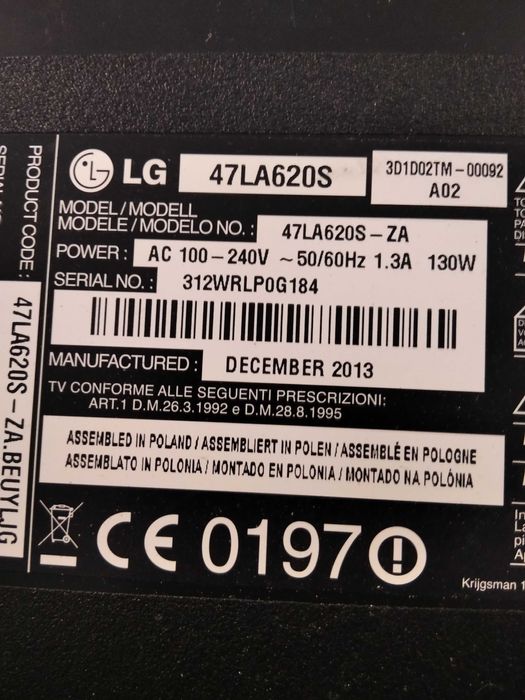 LG 47LA620S
3D1D02TM-00092
A02
MODEL / MODELL
MODELE / MODELO NO. : 47LA620S-ZA
POWER : AC 100-240V ~50/60Hz 1.3A 130W
SERIAL NO. : 312WRLP0G184
MANUFACTURED : DECEMBER 2013
TV CONFORME ALLE SEGUENTI PRESCRIZIONI:
ART.1 D.M.26.3.1992 e D.M.28.8.1995
ASSEMBLED IN POLAND / ASSEMBLIERT IN POLEN / ASSEMBLÉ EN POLOGNE
ASSEMBLATO IN POLONIA / MONTADO EN POLONIA / MONTADO NA POLÓNIA
CE 0197
PRODUCT CODE :
47LA620S-ZA.BEUYLJG
Krijgsman 1